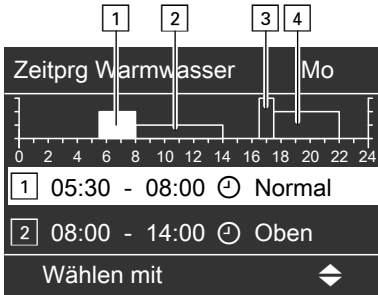 1 2 3 4
Zeitprg Warmwasser Mo
0 2 4 6 8 10 12 14 16 18 20 22 24
1 05:30 - 08:00 Normal
2 08:00 - 14:00 Oben
Wählen mit